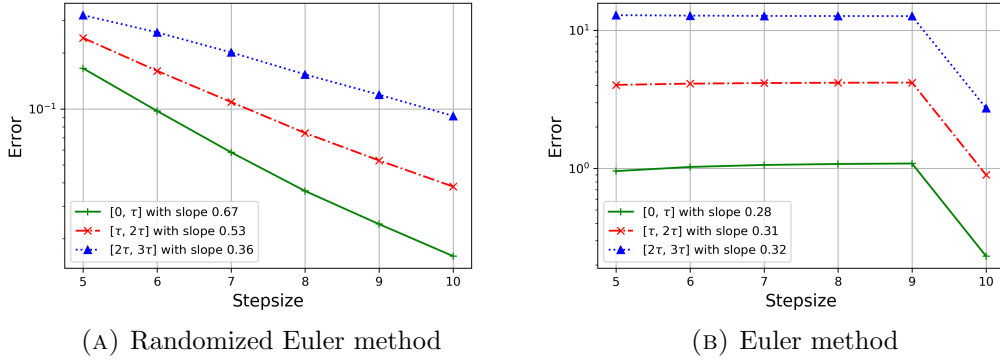 Error
10⁻¹
[0, τ] with slope 0.67
[τ, 2τ] with slope 0.53
[2τ, 3τ] with slope 0.36
5 6 7 8 9 10
Stepsize
(A) Randomized Euler method
Error
10¹
10⁰
[0, τ] with slope 0.28
[τ, 2τ] with slope 0.31
[2τ, 3τ] with slope 0.32
5 6 7 8 9 10
Stepsize
(B) Euler method